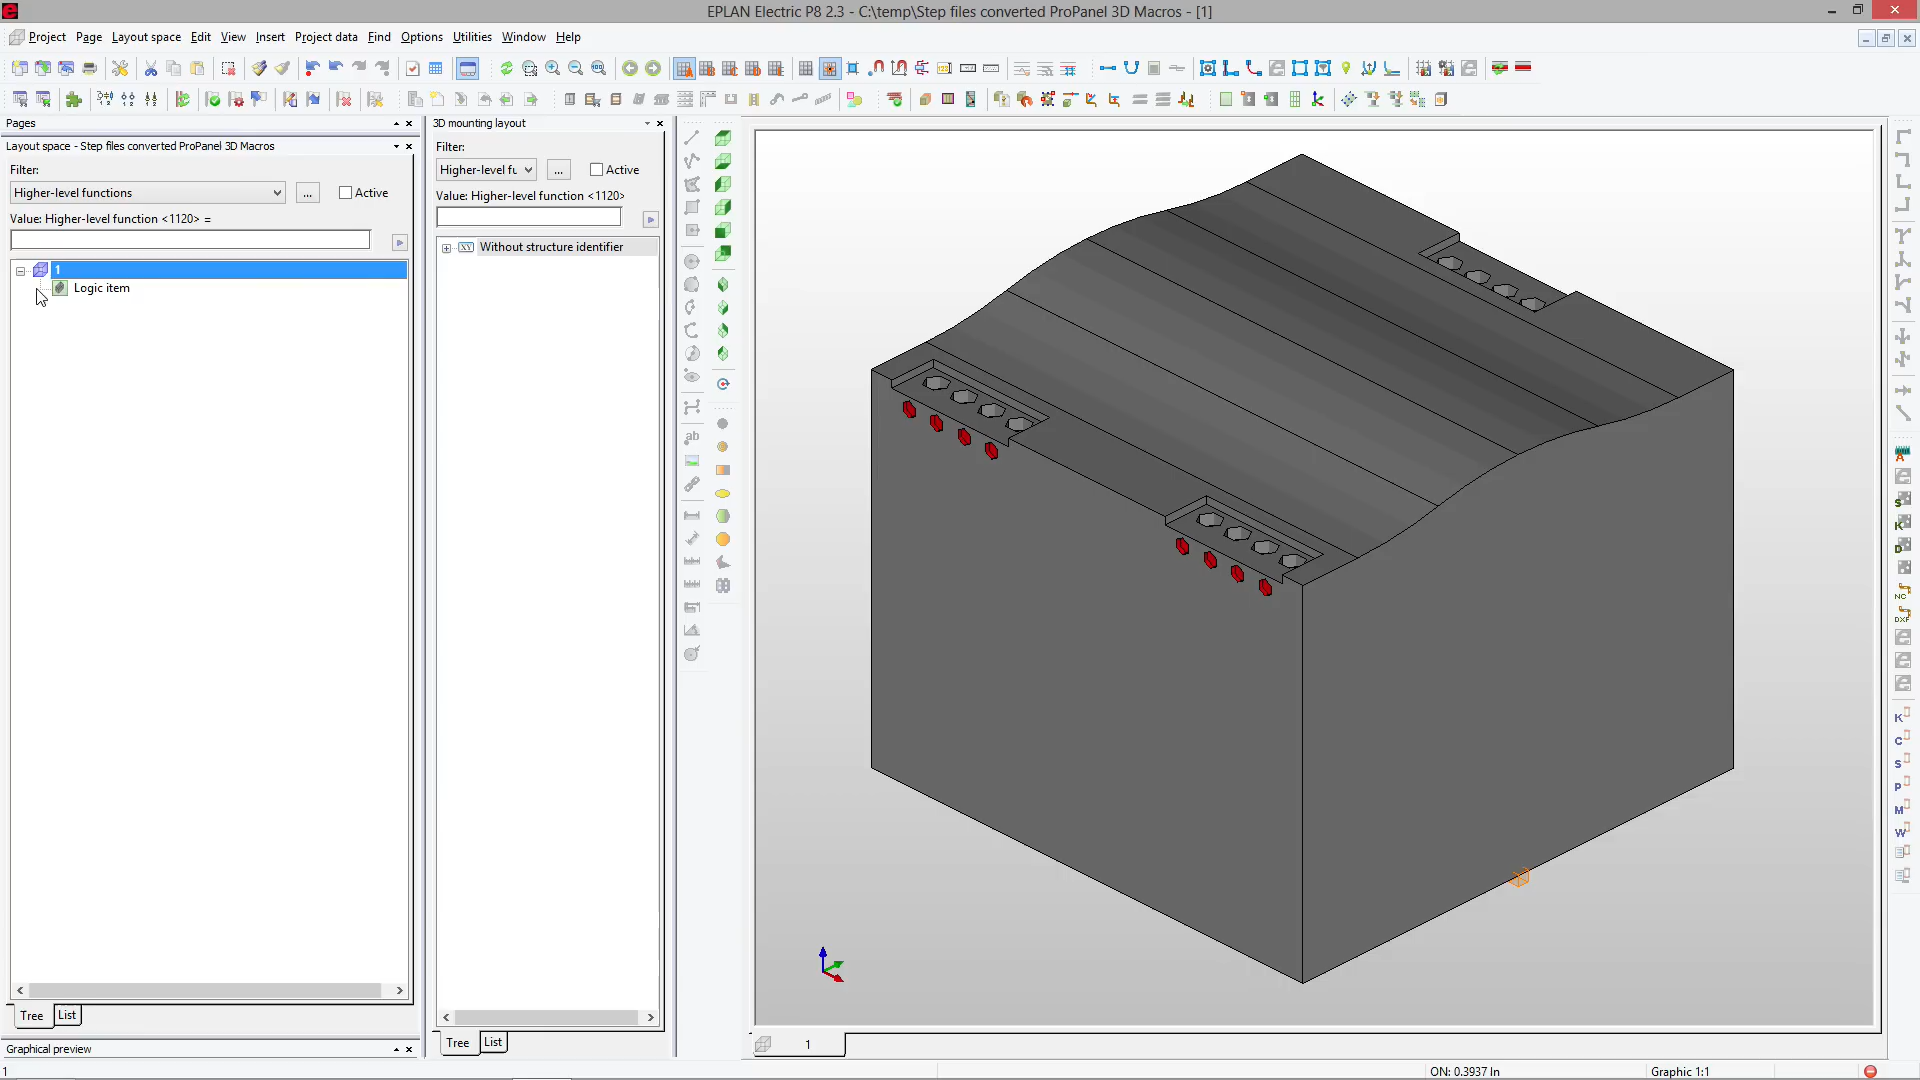 EPLAN Electric P8 2.3 - C:\temp\Step files converted ProPanel 3D Macros - [1]
Project Page Layout space Edit View Insert Project data Find Options Utilities Window Help
Pages
Layout space - Step files converted ProPanel 3D Macros
Filter:
Higher-level functions
...
Active
Value: Higher-level function <1120> =
1
Logic item
Tree
List
Graphical preview
3D mounting layout
Filter:
Higher-level fu
...
Active
Value: Higher-level function <1120>
Without structure identifier
Tree
List
ab
A
S
K
D
NC
DXF
K
C
S
P
M
W
1
1
ON: 0.3937 In
Graphic 1:1